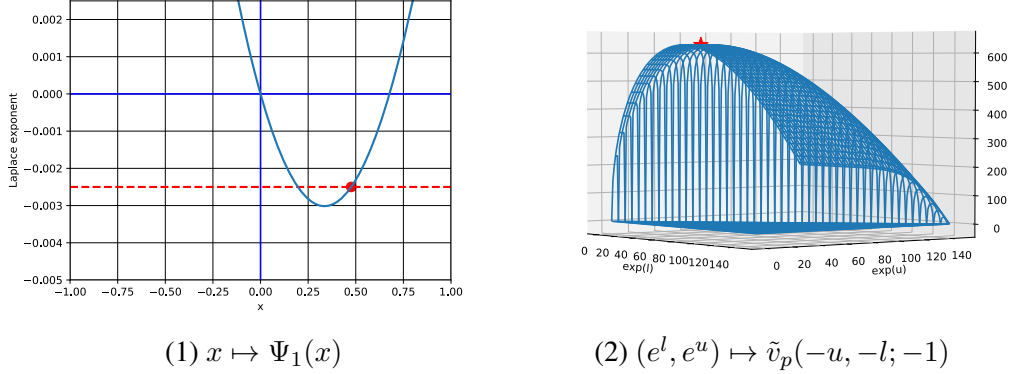 0.002
0.001
0.000
−0.001
−0.002
−0.003
−0.004
−0.005
Laplace exponent
−1.00 −0.75 −0.50 −0.25 0.00 0.25 0.50 0.75 1.00
x
(1) x ↦ Ψ₁(x)
600
500
400
300
200
100
0
0 20 40 60 80 100 120 140
exp(l)
0 20 40 60 80 100 120 140
exp(u)
(2) (eˡ, eᵘ) ↦ ṽₚ(−u, −l; −1)